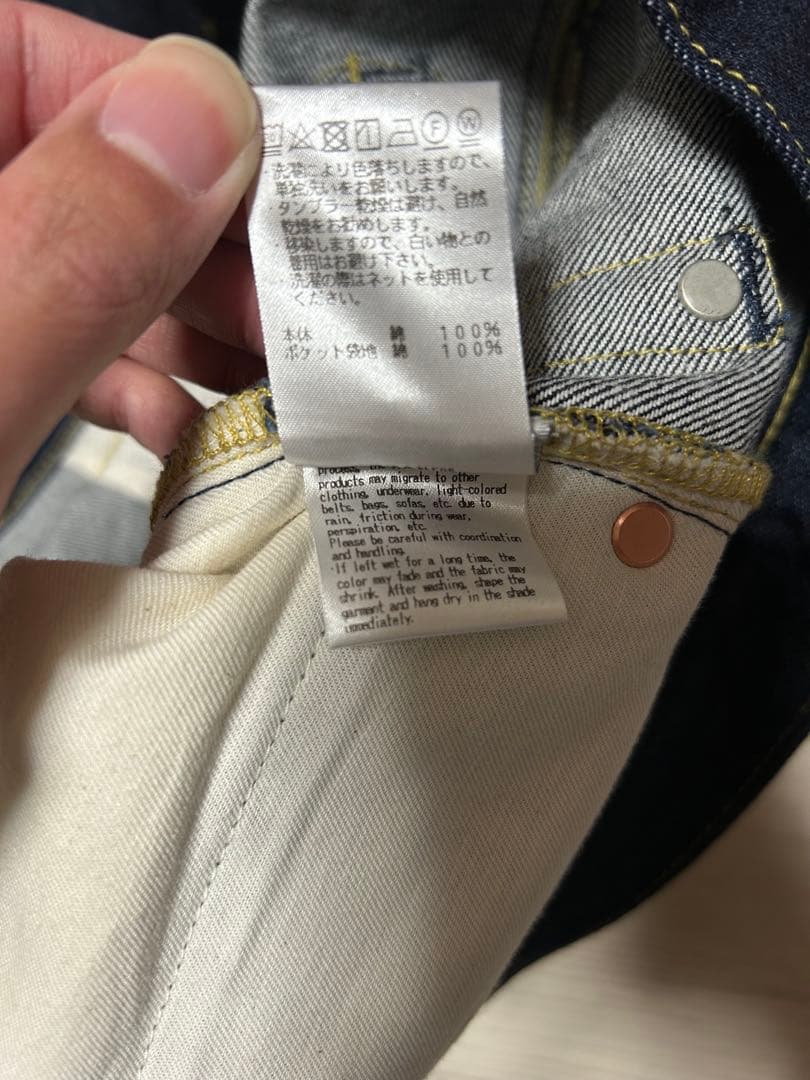 F W
・洗濯により色落ちしますので、
単独洗いをお願いします。
・タンブラー乾燥は避け、自然
乾燥をお勧めします。
・移染しますので、白い物との
着用はお避け下さい。
・洗濯の際はネットを使用して
ください。
本体 綿 100%
ポケット袋地 綿 100%
products may migrate to other
clothing, underwear, light-colored
belts, bags, sofas, etc. due to
rain, friction during wear,
perspiration, etc.
Please be careful with coordination
and handling.
・If left wet for a long time, the
color may fade and the fabric may
shrink. After washing, shape the
garment and hang dry in the shade
immediately.